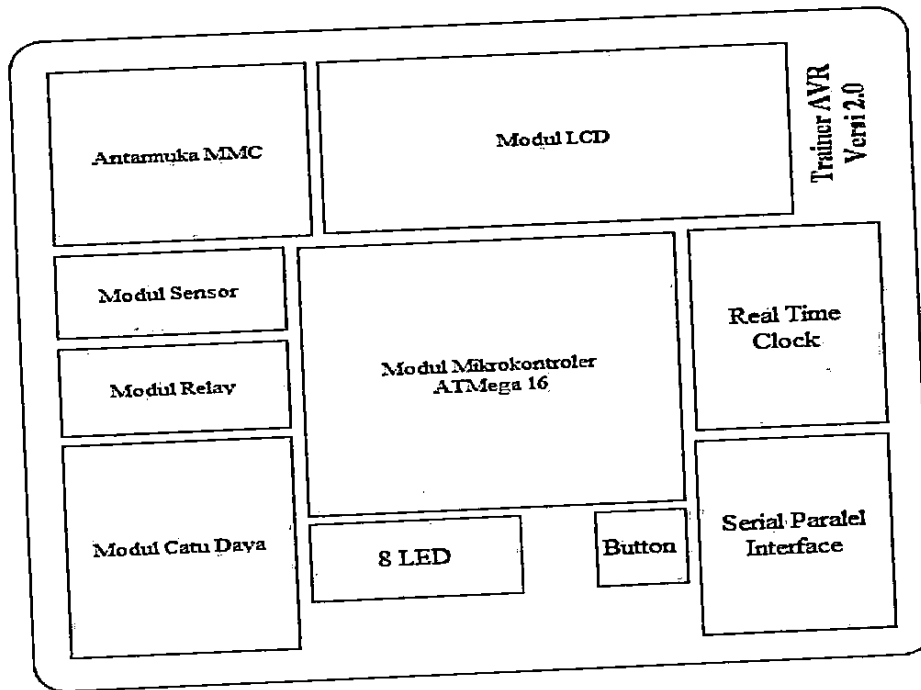 Antarmuka MMC
Modul LCD
Trainer AVR
Versi 2.0
Modul Sensor
Modul Relay
Modul Mikrokontroler
ATMega 16
Real Time
Clock
Modul Catu Daya
8 LED
Button
Serial Paralel
Interface